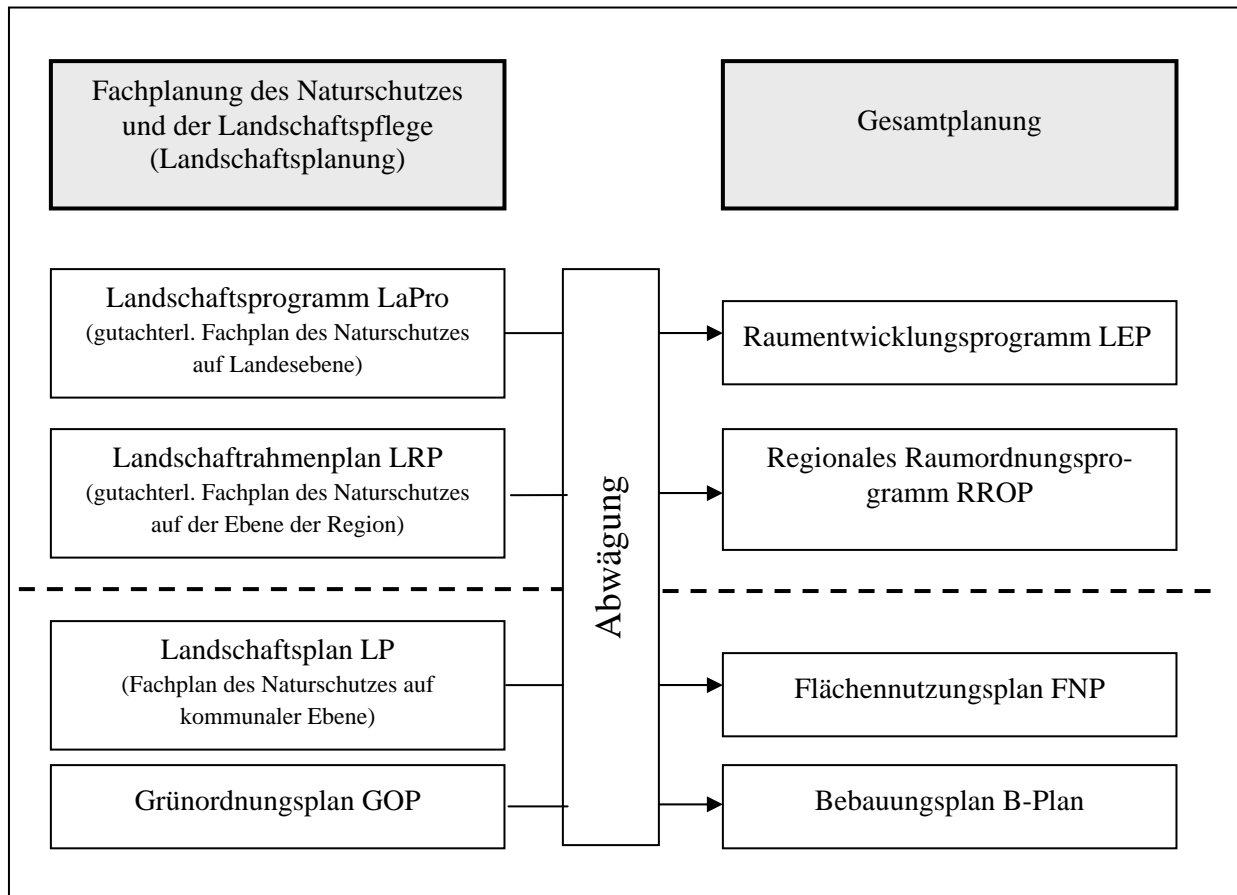 Fachplanung des Naturschutzes
und der Landschaftspflege
(Landschaftsplanung)
Gesamtplanung
Landschaftsprogramm LaPro
(gutachterl. Fachplan des Naturschutzes
auf Landesebene)
Raumentwicklungsprogramm LEP
Landschaftrahmenplan LRP
(gutachterl. Fachplan des Naturschutzes
auf der Ebene der Region)
Regionales Raumordnungspro-
gramm RROP
Abwägung
Landschaftsplan LP
(Fachplan des Naturschutzes auf
kommunaler Ebene)
Flächennutzungsplan FNP
Grünordnungsplan GOP
Bebauungsplan B-Plan